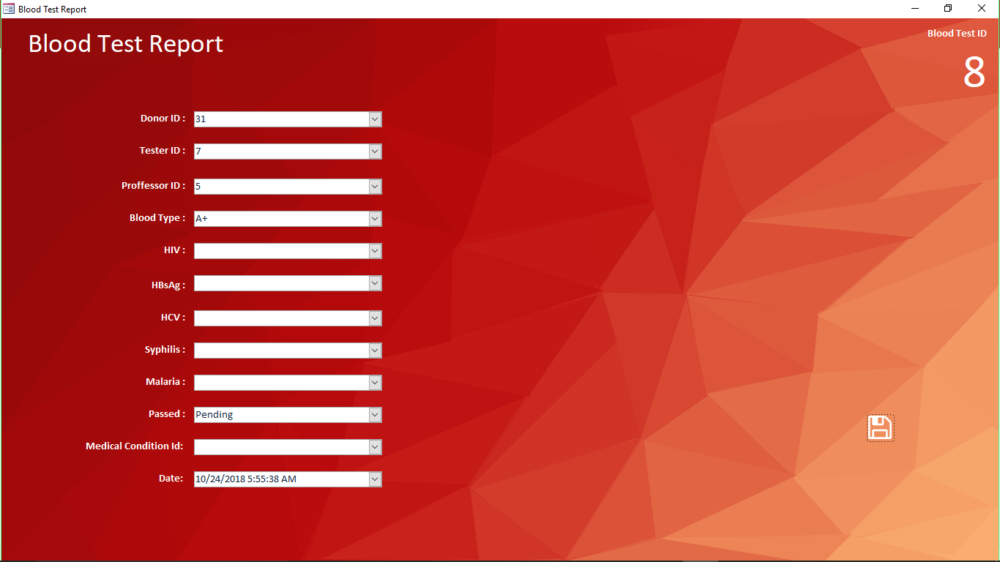 Blood Test Report
Blood Test Report
Blood Test ID
8
Donor ID : 31
Tester ID : 7
Proffessor ID : 5
Blood Type : A+
HIV :
HBsAg :
HCV :
Syphilis :
Malaria :
Passed : Pending
Medical Condition Id:
Date: 10/24/2018 5:55:38 AM